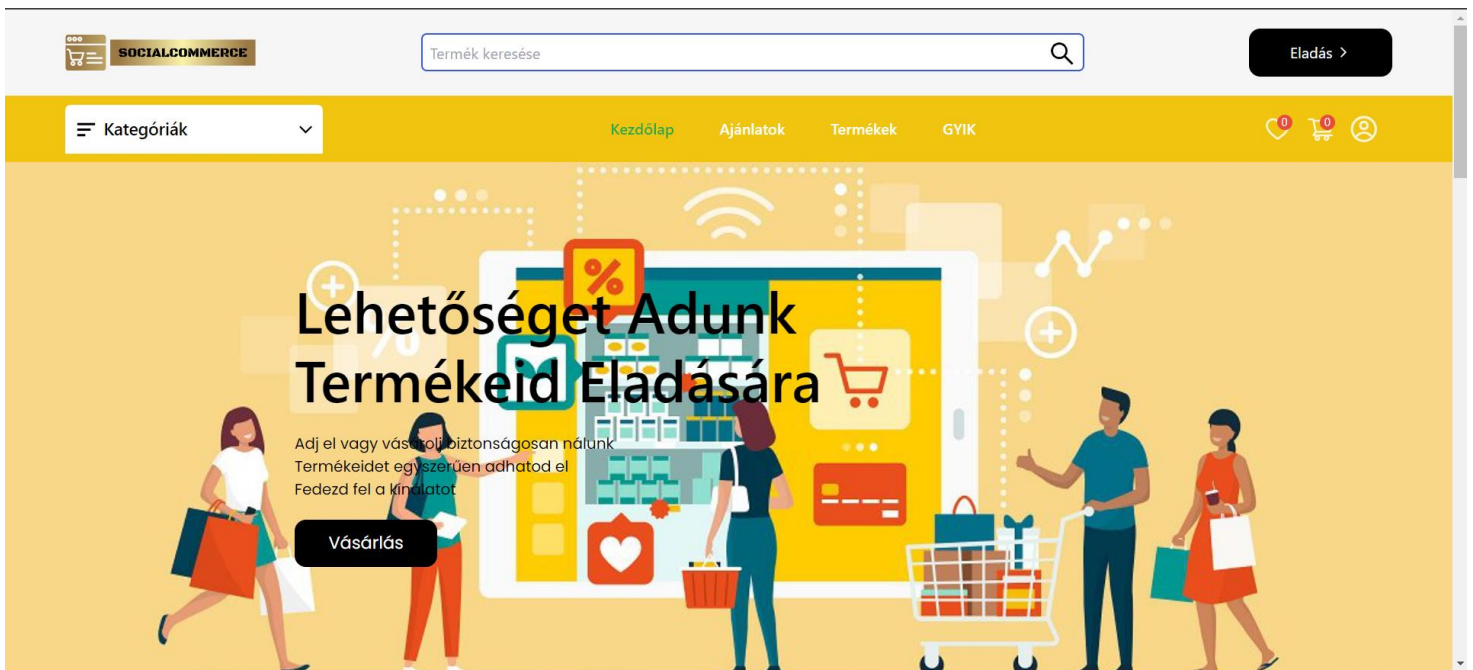 SOCIALCOMMERCE
Termék keresése
Eladás >
Kategóriák
Kezdőlap
Ajánlatok
Termékek
GYIK
0
0
%
%
Lehetőséget Adunk
Termékeid Eladására
Adj el vagy vásárolj biztonságosan nálunk
Termékeidet egyszerűen adhatod el
Fedezd fel a kínálatot
Vásárlás